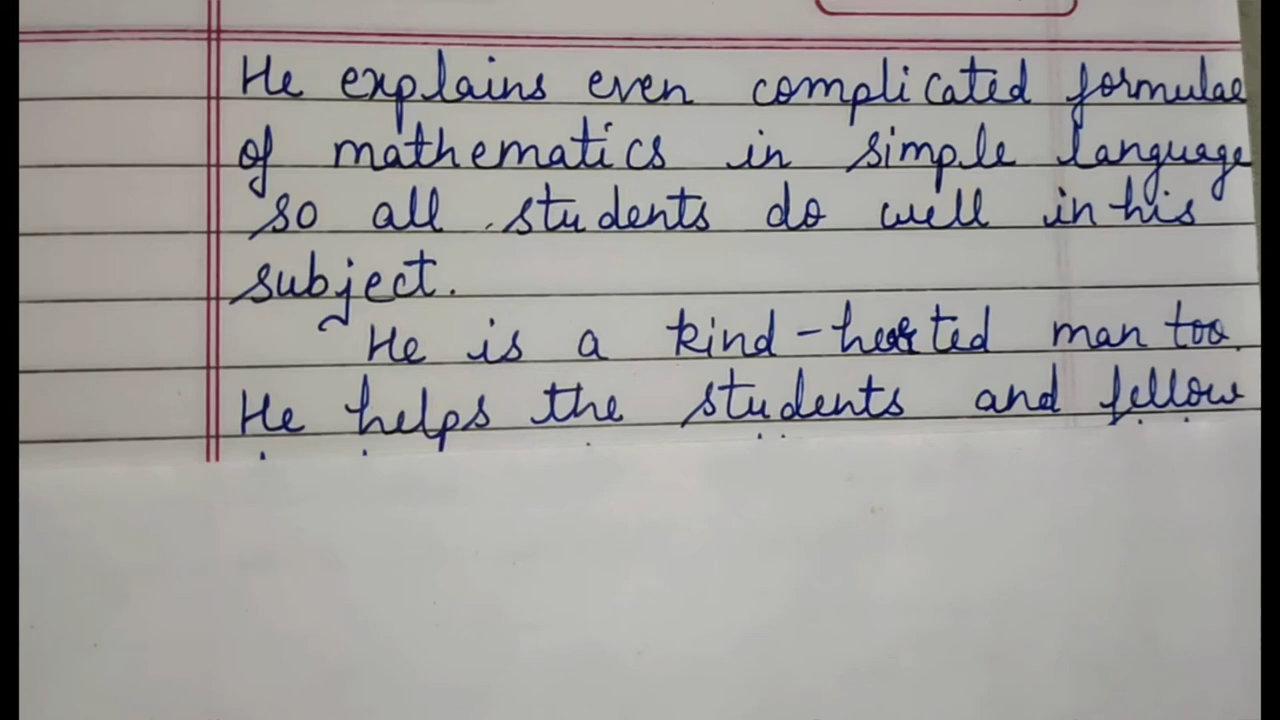 He explains even complicated formulae
of mathematics in simple language
so all students do well in his
subject.
He is a kind-hearted man too.
He helps the students and fellow